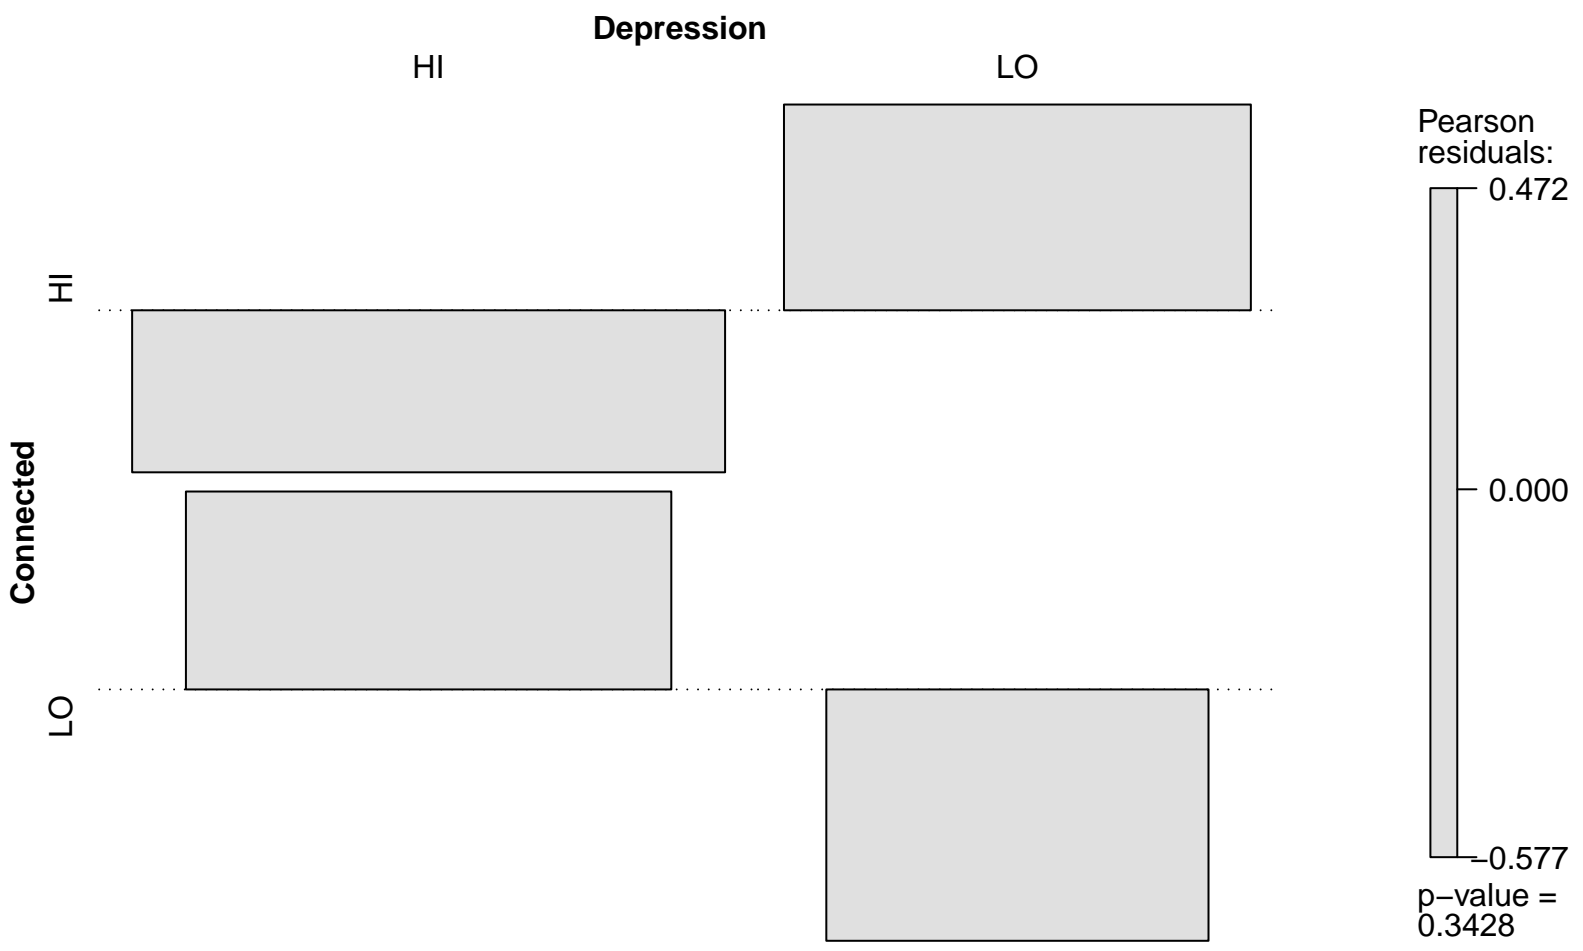 Depression
HI LO
Connected
HI
LO
Pearson
residuals:
0.472
0.000
−0.577
p−value =
0.3428